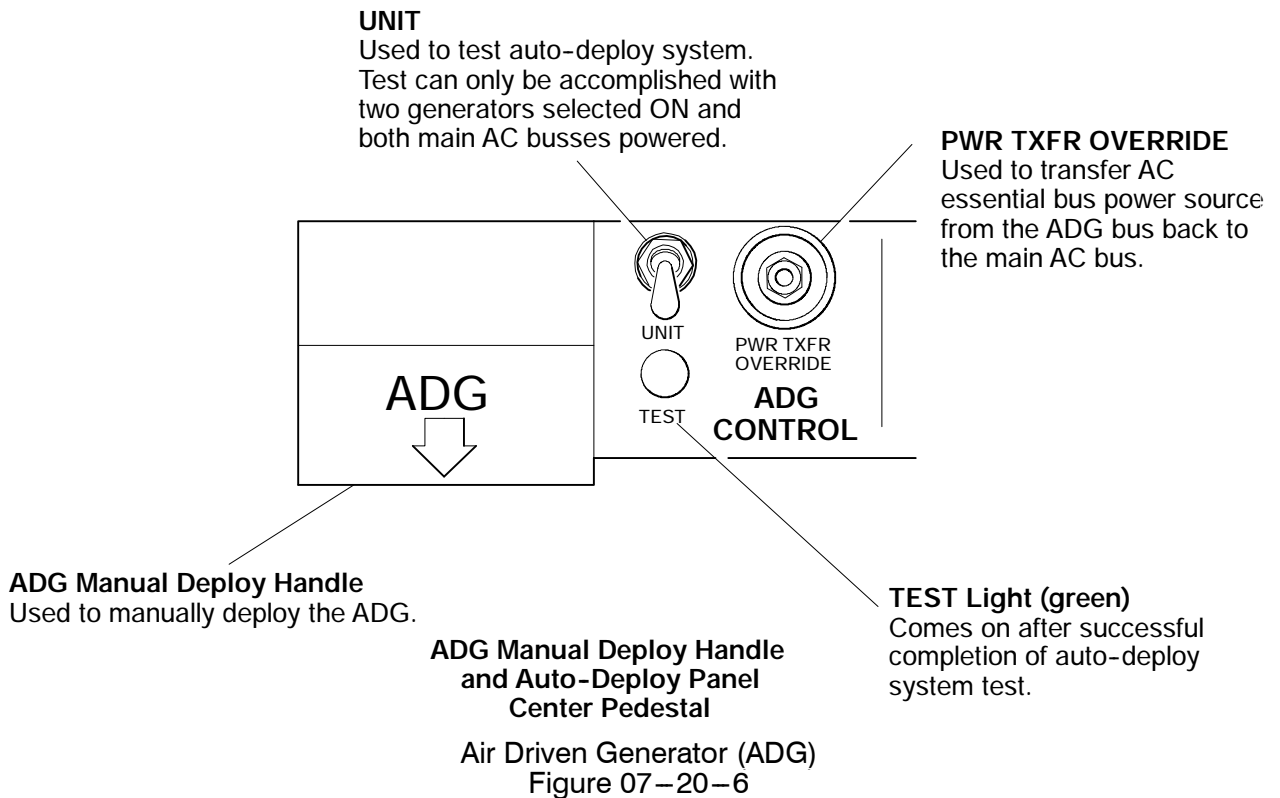 UNIT
Used to test auto-deploy system.
Test can only be accomplished with
two generators selected ON and
both main AC busses powered.
PWR TXFR OVERRIDE
Used to transfer AC
essential bus power source
from the ADG bus back to
the main AC bus.
UNIT
PWR TXFR
OVERRIDE
ADG
TEST
ADG
CONTROL
ADG Manual Deploy Handle
Used to manually deploy the ADG.
TEST Light (green)
Comes on after successful
completion of auto-deploy
system test.
ADG Manual Deploy Handle
and Auto-Deploy Panel
Center Pedestal
Air Driven Generator (ADG)
Figure 07--20--6